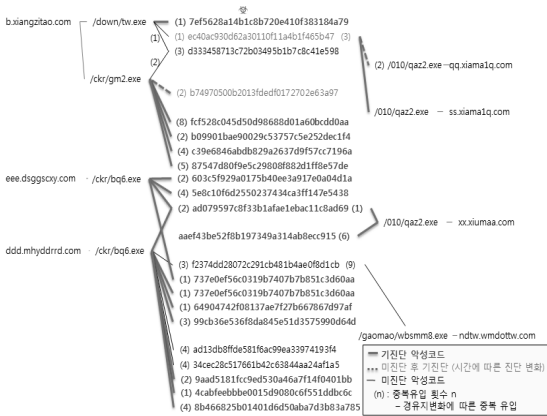 b.xiangzitao.com
/down/tw.exe
(1) 7ef5628a14b1c8b720e410f383184a79
(1)
(1) ec40ac930d62a30110f11a4b1f465b47 (3)
(3) d333458713c72b03495b1b7c8c41e598
(2)
(2) /010/qaz2.exe – qq.xiama1q.com
/ckr/gm2.exe
(2) b74970500b2013fdedf0172702e63a97
/010/qaz2.exe – ss.xiama1q.com
(8) fcf528c045d50d98688d01a60bcdd0aa
(2) b09901bae90029c53757c5e252dec1f4
(4) c39e6846abdb829a2637d9f57cc7196a
(5) 87547d80f9e5c29808f882d1ff8e57de
eee.dsggscxy.com - /ckr/bq6.exe
(2) 603c5f929a0175b40ee3a917e0a04d1a
(4) 5e8c10f6d2550237434ca3ff147e5438
(2) ad079597c8f33b1afae1ebac11c8ad69 (1)
/010/qaz2.exe – xx.xiumaa.com
aaef43be52f8b197349a314ab8ecc915 (6)
ddd.mhyddrrd.com - /ckr/bq6.exe
(3) f2374dd28072c291cb481b4ae0f8d1cb (9)
(1) 737e0ef56c0319b7407b7b851c3d60aa
(1) 737e0ef56c0319b7407b7b851c3d60aa
(1) 64904742f08137ae7f27b667867d97af
(3) 99cb36e536f8da845e51d3575990d64d
/gaomao/wbsmm8.exe – ndtw.wmdottw.com
(4) ad13db8ffde581f6ac99ea33974193f4
(4) 34cec28c517661b42c63844aa24af1a5
(2) 9aad5181fcc9ed530a46a7f14f0401bb
(1) 4cabfeebbbe0015d9080c6f551ddbc6c
(4) 8b466825b01401d6d50aba7d3b83a785
기진단 악성코드
미진단 후 기진단 (시간에 따른 진단 변화)
미진단 악성코드
(n) : 중복유입 횟수 n
– 경유지변화에 따른 중복 유입